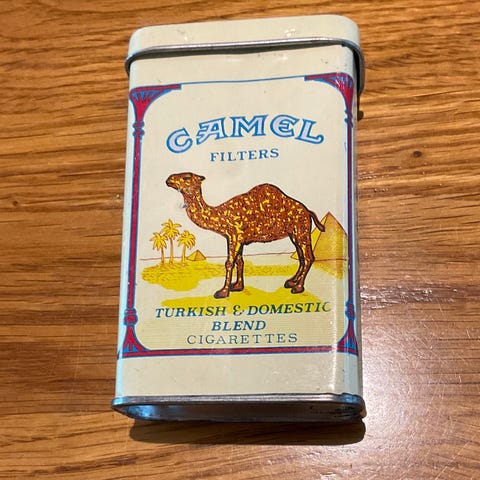 CAMEL
FILTERS
TURKISH & DOMESTIC
BLEND
CIGARETTES